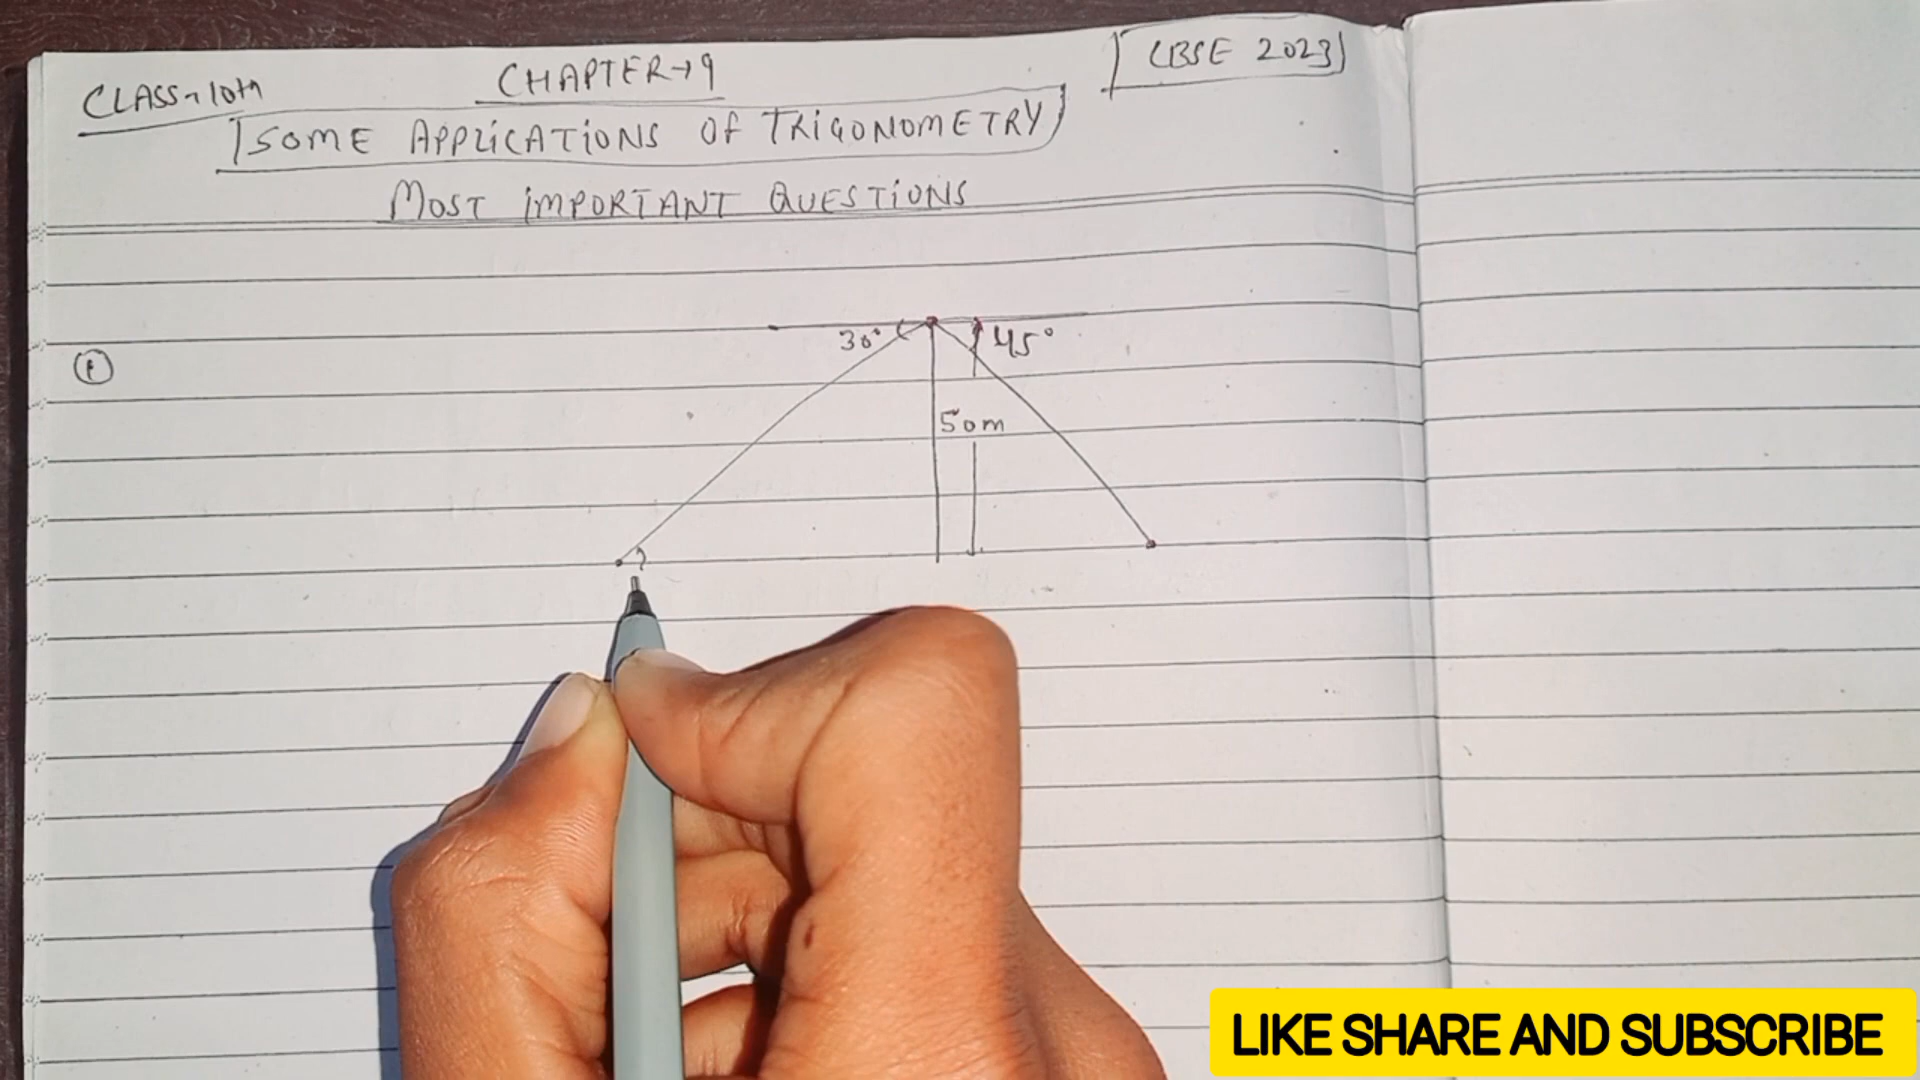 CLASS→10th
CHAPTER→9
[CBSE 2023]
SOME APPLICATIONS OF TRIGONOMETRY
MOST IMPORTANT QUESTIONS
①
30° 45°
50m
LIKE SHARE AND SUBSCRIBE